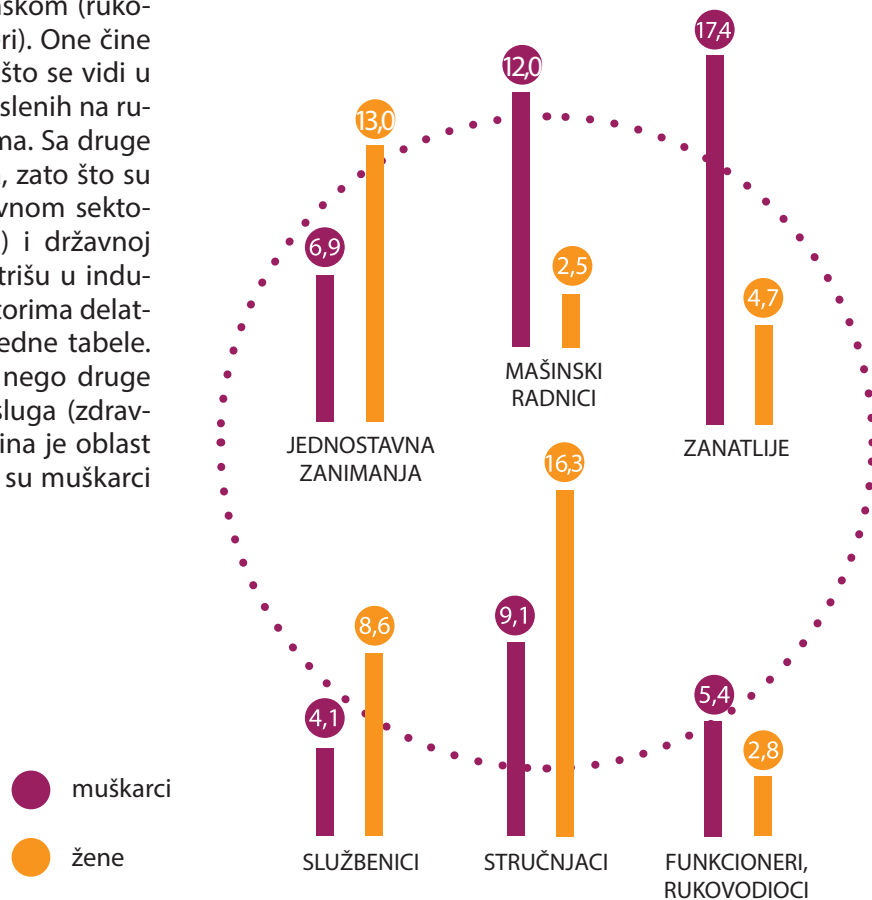 škom (ruko-
ri). One čine
što se vidi u
slenih na ru-
ma. Sa druge
, zato što su
vnom sekto-
) i državnoj
trišu u indu-
torima delat-
edne tabele.
nego druge
sluga (zdrav-
ina je oblast
su muškarci
17,4
12,0
13,0
6,9
2,5
4,7
MAŠINSKI
RADNICI
JEDNOSTAVNA
ZANIMANJA
ZANATLIJE
16,3
9,1
8,6
4,1
5,4
2,8
muškarci
žene
SLUŽBENICI
STRUČNJACI
FUNKCIONERI,
RUKOVODIOCI